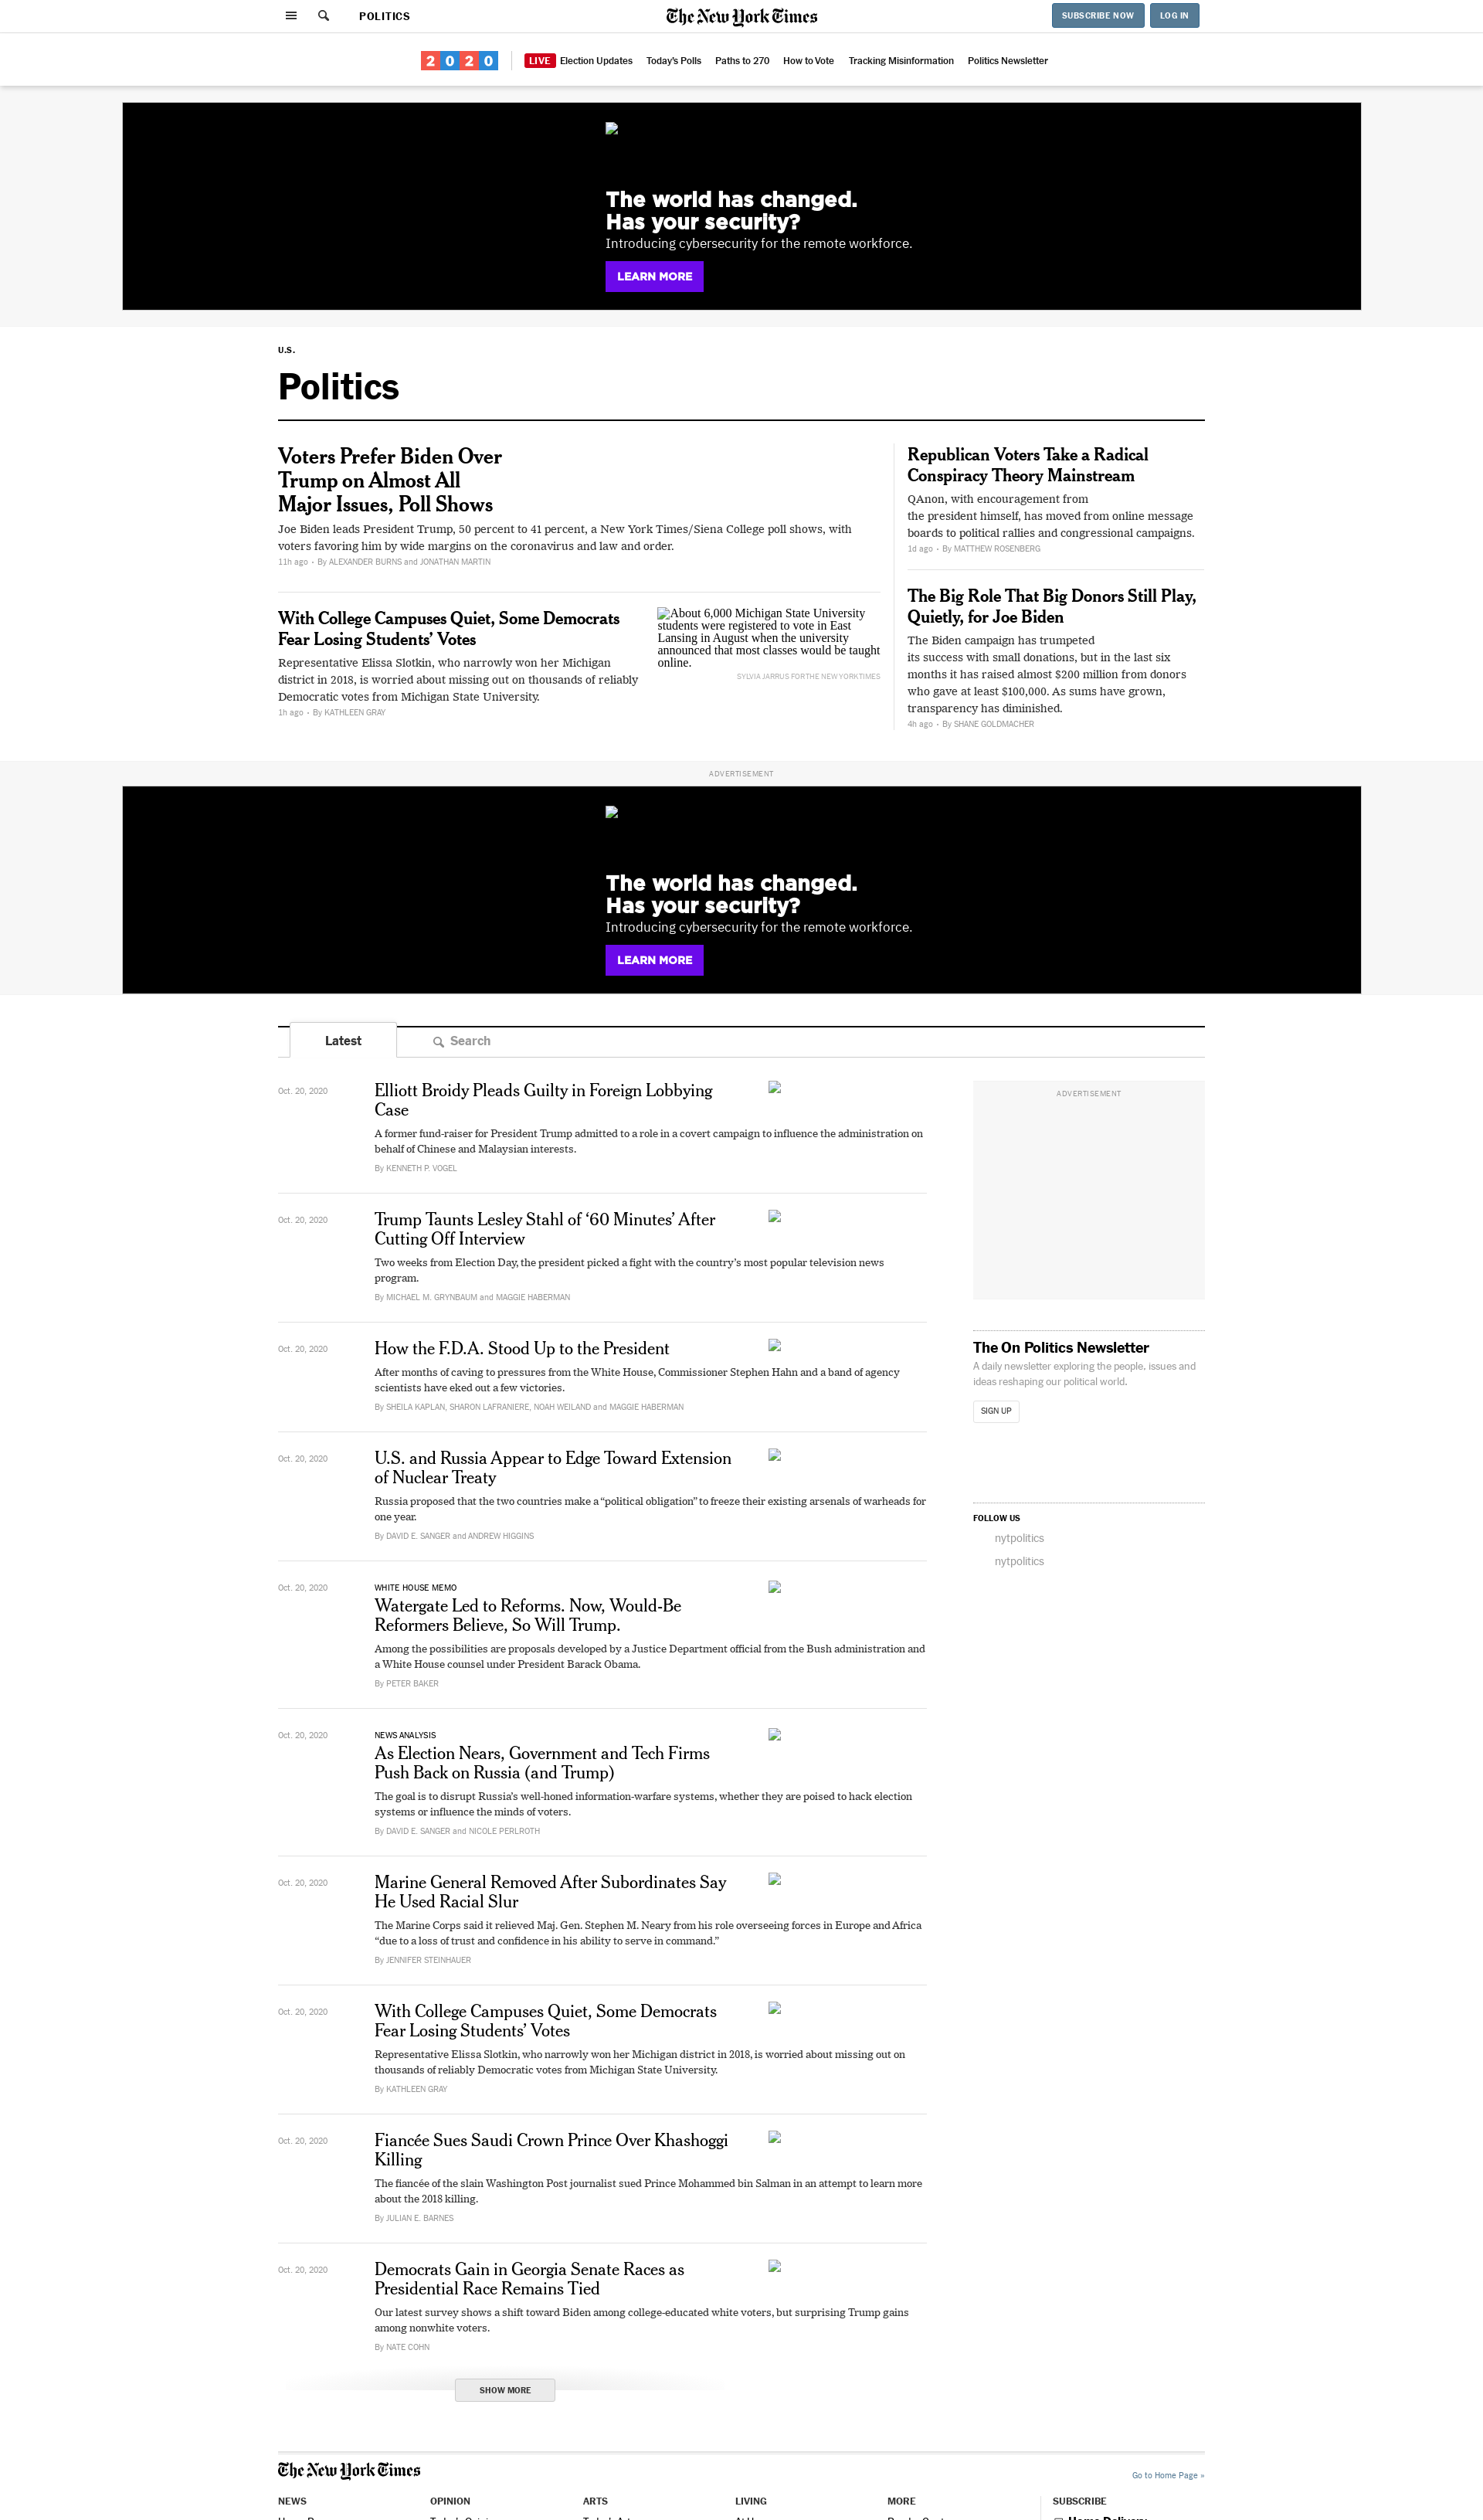 POLITICS
The New York Times
SUBSCRIBE NOW
LOG IN
2020
LIVE Election Updates
Today's Polls
Paths to 270
How to Vote
Tracking Misinformation
Politics Newsletter
The world has changed.
Has your security?
Introducing cybersecurity for the remote workforce.
LEARN MORE
U.S.
Politics
Voters Prefer Biden Over
Trump on Almost All
Major Issues, Poll Shows
Joe Biden leads President Trump, 50 percent to 41 percent, a New York Times/Siena College poll shows, with
voters favoring him by wide margins on the coronavirus and law and order.
11h ago • By ALEXANDER BURNS and JONATHAN MARTIN
With College Campuses Quiet, Some Democrats
Fear Losing Students’ Votes
Representative Elissa Slotkin, who narrowly won her Michigan
district in 2018, is worried about missing out on thousands of reliably
Democratic votes from Michigan State University.
1h ago • By KATHLEEN GRAY
About 6,000 Michigan State University
students were registered to vote in East
Lansing in August when the university
announced that most classes would be taught
online.
SYLVIA JARRUS FOR THE NEW YORK TIMES
Republican Voters Take a Radical
Conspiracy Theory Mainstream
QAnon, with encouragement from
the president himself, has moved from online message
boards to political rallies and congressional campaigns.
1d ago • By MATTHEW ROSENBERG
The Big Role That Big Donors Still Play,
Quietly, for Joe Biden
The Biden campaign has trumpeted
its success with small donations, but in the last six
months it has raised almost $200 million from donors
who gave at least $100,000. As sums have grown,
transparency has diminished.
4h ago • By SHANE GOLDMACHER
ADVERTISEMENT
The world has changed.
Has your security?
Introducing cybersecurity for the remote workforce.
LEARN MORE
Latest
Search
Oct. 20, 2020
Elliott Broidy Pleads Guilty in Foreign Lobbying
Case
A former fund-raiser for President Trump admitted to a role in a covert campaign to influence the administration on
behalf of Chinese and Malaysian interests.
By KENNETH P. VOGEL
Oct. 20, 2020
Trump Taunts Lesley Stahl of ‘60 Minutes’ After
Cutting Off Interview
Two weeks from Election Day, the president picked a fight with the country’s most popular television news
program.
By MICHAEL M. GRYNBAUM and MAGGIE HABERMAN
Oct. 20, 2020
How the F.D.A. Stood Up to the President
After months of caving to pressures from the White House, Commissioner Stephen Hahn and a band of agency
scientists have eked out a few victories.
By SHEILA KAPLAN, SHARON LAFRANIERE, NOAH WEILAND and MAGGIE HABERMAN
Oct. 20, 2020
U.S. and Russia Appear to Edge Toward Extension
of Nuclear Treaty
Russia proposed that the two countries make a “political obligation” to freeze their existing arsenals of warheads for
one year.
By DAVID E. SANGER and ANDREW HIGGINS
Oct. 20, 2020
WHITE HOUSE MEMO
Watergate Led to Reforms. Now, Would-Be
Reformers Believe, So Will Trump.
Among the possibilities are proposals developed by a Justice Department official from the Bush administration and
a White House counsel under President Barack Obama.
By PETER BAKER
Oct. 20, 2020
NEWS ANALYSIS
As Election Nears, Government and Tech Firms
Push Back on Russia (and Trump)
The goal is to disrupt Russia’s well-honed information-warfare systems, whether they are poised to hack election
systems or influence the minds of voters.
By DAVID E. SANGER and NICOLE PERLROTH
Oct. 20, 2020
Marine General Removed After Subordinates Say
He Used Racial Slur
The Marine Corps said it relieved Maj. Gen. Stephen M. Neary from his role overseeing forces in Europe and Africa
“due to a loss of trust and confidence in his ability to serve in command.”
By JENNIFER STEINHAUER
Oct. 20, 2020
With College Campuses Quiet, Some Democrats
Fear Losing Students’ Votes
Representative Elissa Slotkin, who narrowly won her Michigan district in 2018, is worried about missing out on
thousands of reliably Democratic votes from Michigan State University.
By KATHLEEN GRAY
Oct. 20, 2020
Fiancée Sues Saudi Crown Prince Over Khashoggi
Killing
The fiancée of the slain Washington Post journalist sued Prince Mohammed bin Salman in an attempt to learn more
about the 2018 killing.
By JULIAN E. BARNES
Oct. 20, 2020
Democrats Gain in Georgia Senate Races as
Presidential Race Remains Tied
Our latest survey shows a shift toward Biden among college-educated white voters, but surprising Trump gains
among nonwhite voters.
By NATE COHN
SHOW MORE
ADVERTISEMENT
The On Politics Newsletter
A daily newsletter exploring the people, issues and
ideas reshaping our political world.
SIGN UP
FOLLOW US
nytpolitics
nytpolitics
The New York Times
Go to Home Page »
NEWS
OPINION
ARTS
LIVING
MORE
SUBSCRIBE